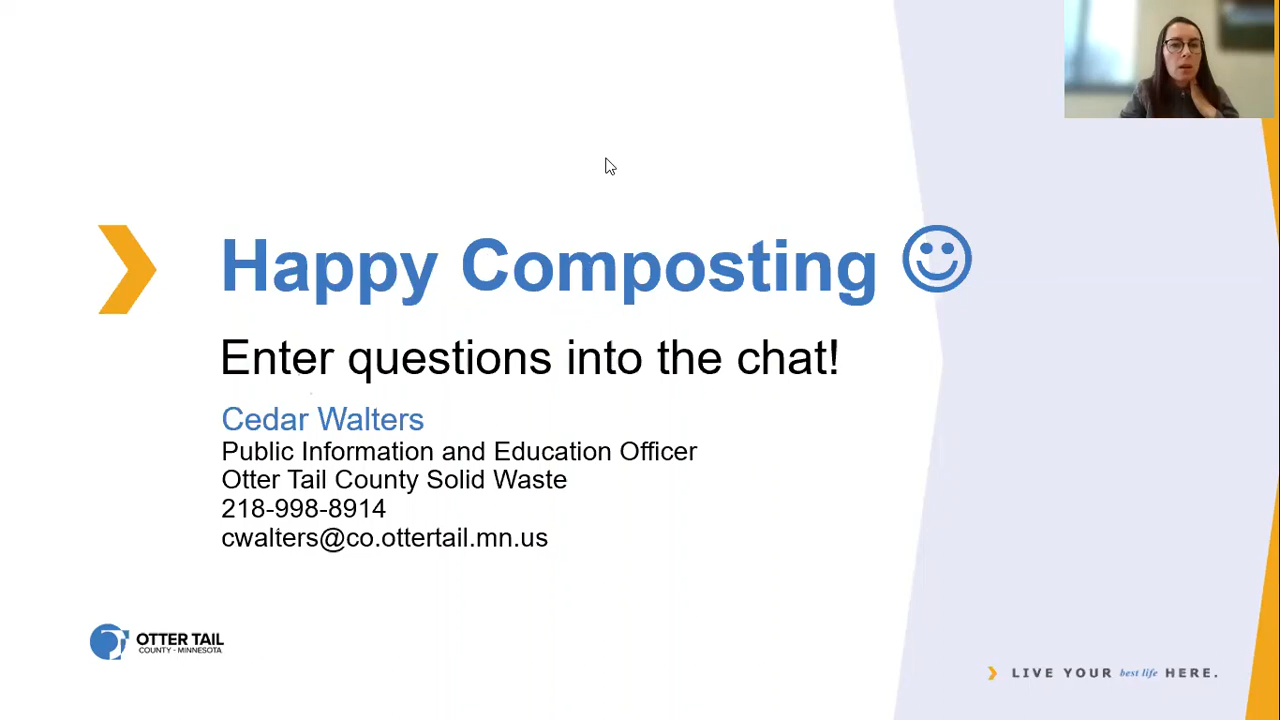 Happy Composting ☺
Enter questions into the chat!
Cedar Walters
Public Information and Education Officer
Otter Tail County Solid Waste
218-998-8914
cwalters@co.ottertail.mn.us
OTTER TAIL
COUNTY - MINNESOTA
LIVE YOUR best life HERE.